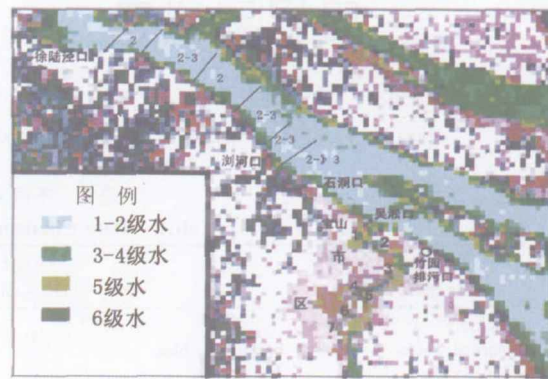 徐陆泾口
2
2-3
2
2-3
2-3
浏河口
2-》3
石洞口
吴淞口
宝山
2
市
竹园
排污口
区
6
7
图 例
1-2级水
3-4级水
5级水
6级水